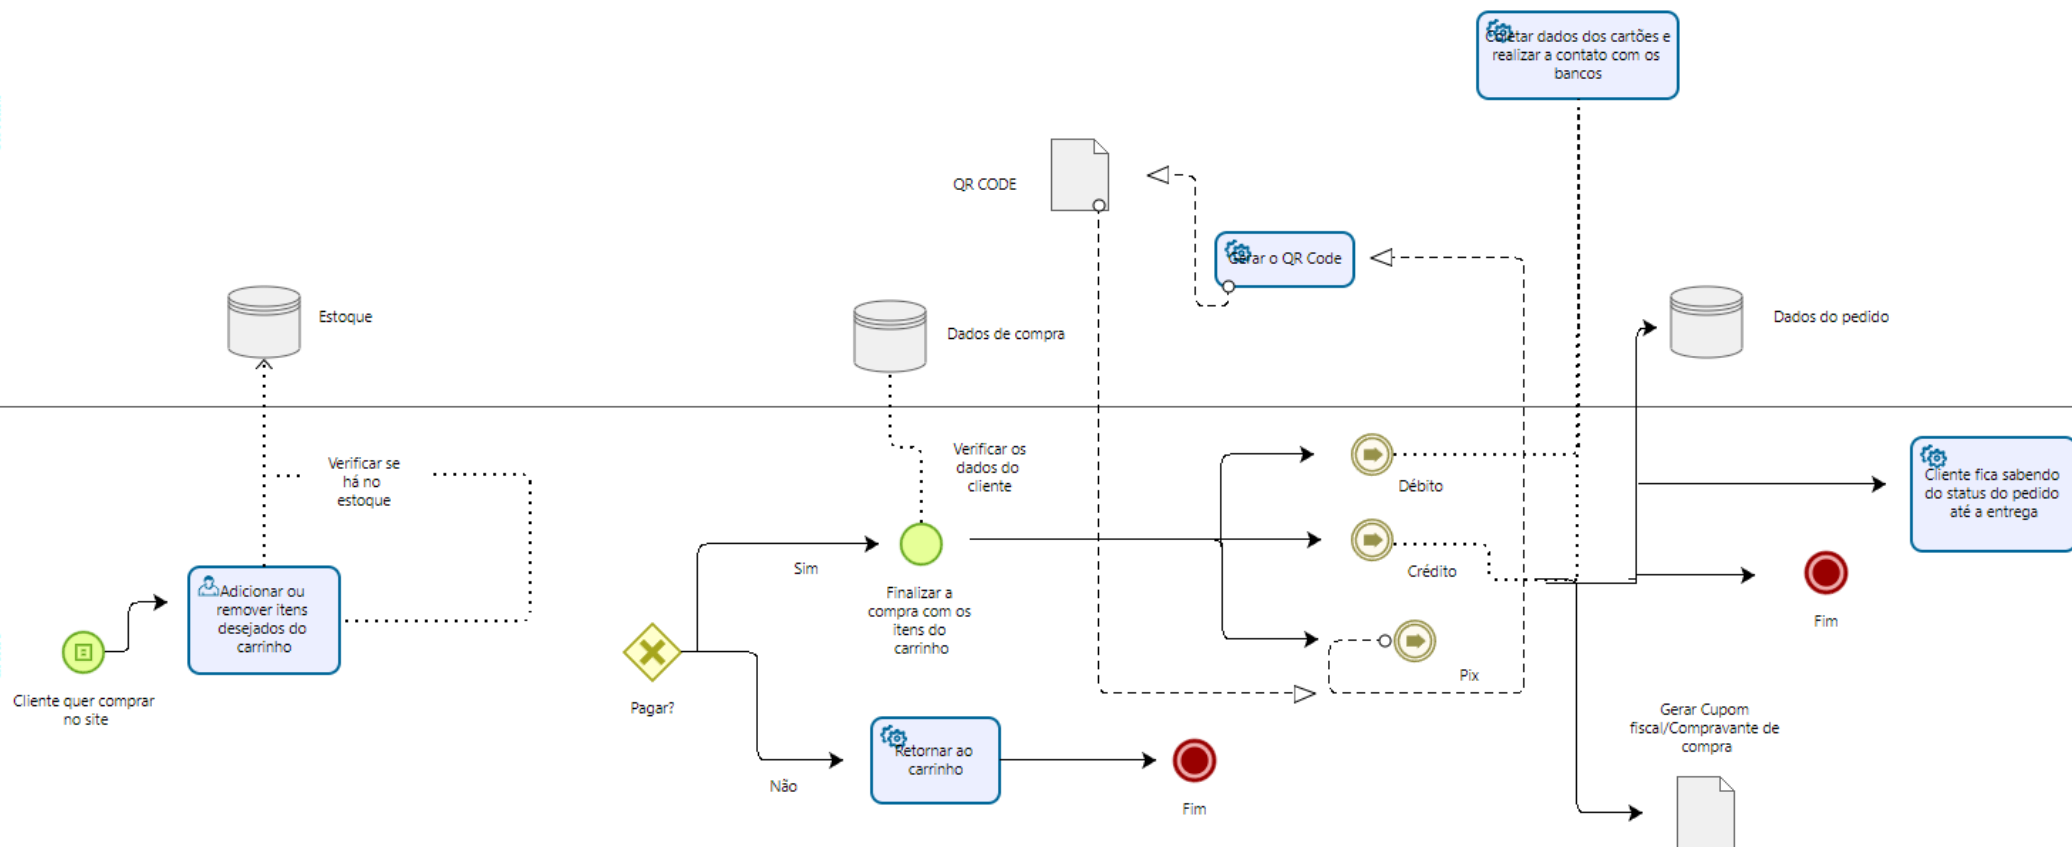 Coletar dados dos cartões e
realizar a contato com os
bancos
QR CODE
Gerar o QR Code
Estoque
Dados de compra
Dados do pedido
Verificar se
há no
estoque
Verificar os
dados do
cliente
Débito
Cliente fica sabendo
do status do pedido
até a entrega
Adicionar ou
remover itens
desejados do
carrinho
Sim
Finalizar a
compra com os
itens do
carrinho
Crédito
Fim
Cliente quer comprar
no site
Pagar?
Pix
Gerar Cupom
fiscal/Compravante de
compra
Retornar ao
carrinho
Não
Fim